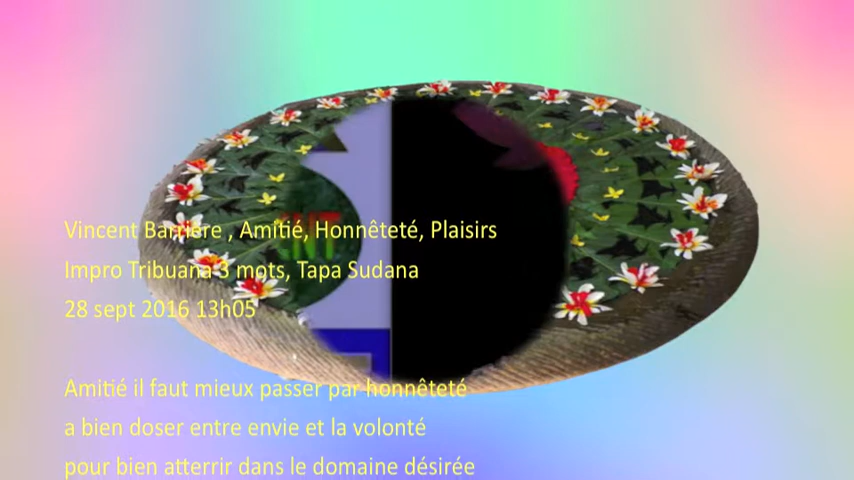 Vincent Barrière , Amitié, Honnêteté, Plaisirs
Impro Tribuana 3 mots, Tapa Sudana
28 sept 2016 13h05
Amitié il faut mieux passer par honnêteté
a bien doser entre envie et la volonté
pour bien atterrir dans le domaine désirée